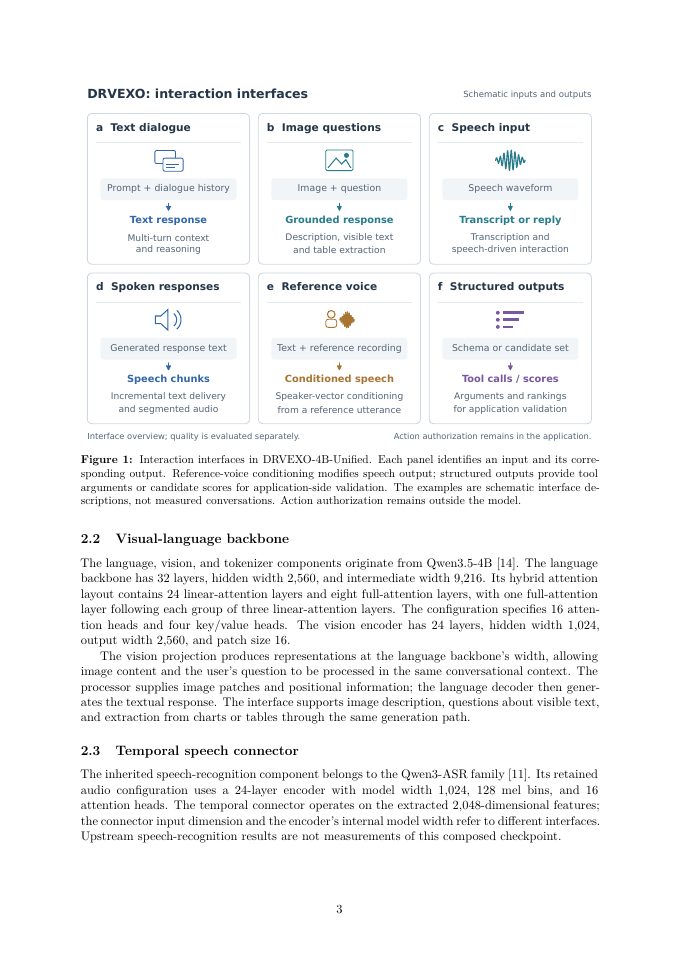 DRVEXO: interaction interfaces
Schematic inputs and outputs
a Text dialogue
Prompt + dialogue history
Text response
Multi-turn context
and reasoning
b Image questions
Image + question
Grounded response
Description, visible text
and table extraction
c Speech input
Speech waveform
Transcript or reply
Transcription and
speech-driven interaction
d Spoken responses
Generated response text
Speech chunks
Incremental text delivery
and segmented audio
e Reference voice
Text + reference recording
Conditioned speech
Speaker-vector conditioning
from a reference utterance
f Structured outputs
Schema or candidate set
Tool calls / scores
Arguments and rankings
for application validation
Interface overview; quality is evaluated separately.
Action authorization remains in the application.
Figure 1: Interaction interfaces in DRVEXO-4B-Unified. Each panel identifies an input and its corre-
sponding output. Reference-voice conditioning modifies speech output; structured outputs provide tool
arguments or candidate scores for application-side validation. The examples are schematic interface de-
scriptions, not measured conversations. Action authorization remains outside the model.
2.2 Visual-language backbone
The language, vision, and tokenizer components originate from Qwen3.5-4B [14]. The language
backbone has 32 layers, hidden width 2,560, and intermediate width 9,216. Its hybrid attention
layout contains 24 linear-attention layers and eight full-attention layers, with one full-attention
layer following each group of three linear-attention layers. The configuration specifies 16 atten-
tion heads and four key/value heads. The vision encoder has 24 layers, hidden width 1,024,
output width 2,560, and patch size 16.
The vision projection produces representations at the language backbone's width, allowing
image content and the user's question to be processed in the same conversational context. The
processor supplies image patches and positional information; the language decoder then gener-
ates the textual response. The interface supports image description, questions about visible text,
and extraction from charts or tables through the same generation path.
2.3 Temporal speech connector
The inherited speech-recognition component belongs to the Qwen3-ASR family [11]. Its retained
audio configuration uses a 24-layer encoder with model width 1,024, 128 mel bins, and 16
attention heads. The temporal connector operates on the extracted 2,048-dimensional features;
the connector input dimension and the encoder's internal model width refer to different interfaces.
Upstream speech-recognition results are not measurements of this composed checkpoint.
3